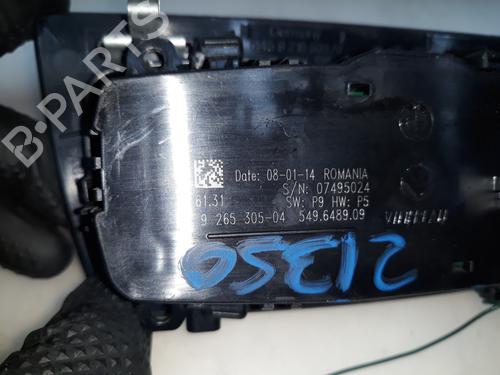 B-PARTS
Date: 08-01-14 ROMANIA
S/N: 07495024
61.31 SW: P9 HW: P5
9 265 305-04 549.6489.09
21350